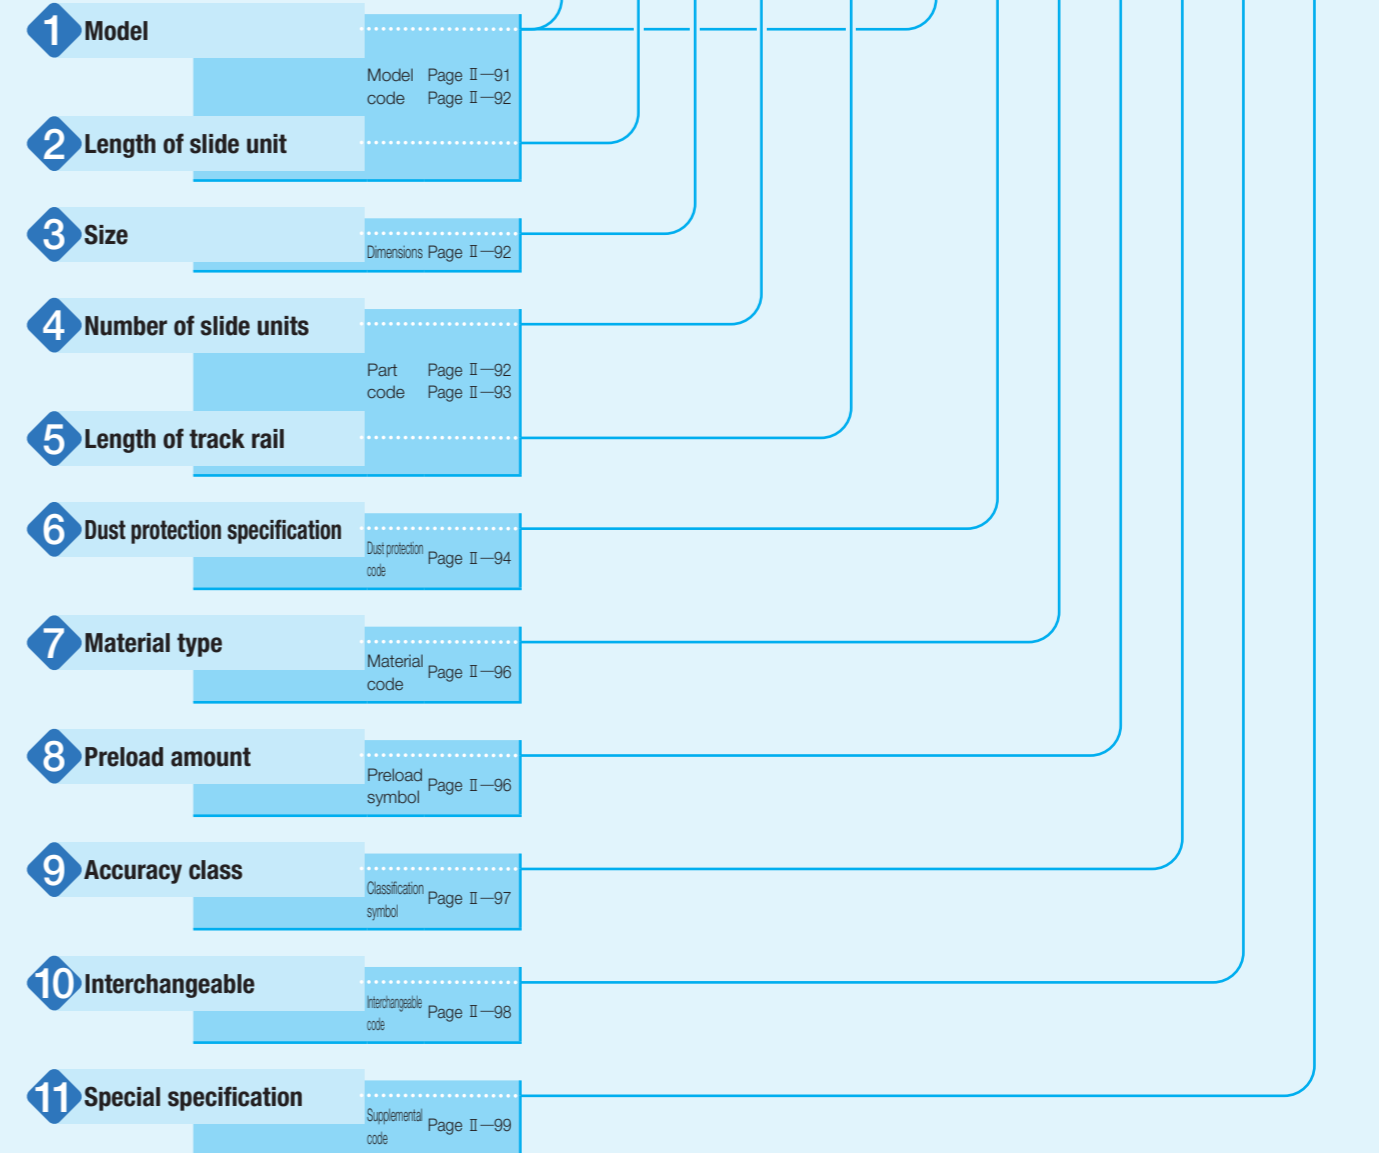 1 Model
Model Page Ⅱ—91
code Page Ⅱ—92
2 Length of slide unit
3 Size
Dimensions Page Ⅱ—92
4 Number of slide units
Part Page Ⅱ—92
code Page Ⅱ—93
5 Length of track rail
6 Dust protection specification
Dust protection
code
Page Ⅱ—94
7 Material type
Material
code
Page Ⅱ—96
8 Preload amount
Preload
symbol
Page Ⅱ—96
9 Accuracy class
Classification
symbol
Page Ⅱ—97
10 Interchangeable
Interchangeable
code
Page Ⅱ—98
11 Special specification
Supplemental
code
Page Ⅱ—99